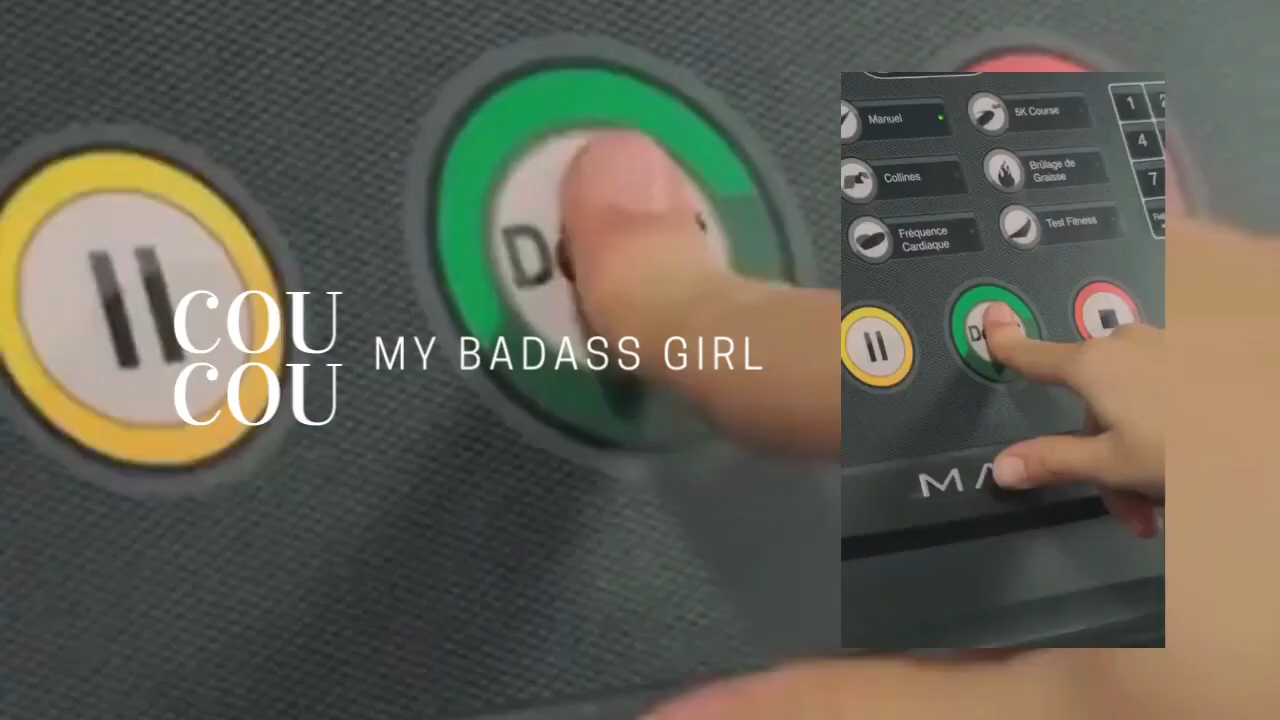 COU
COU
MY BADASS GIRL
Manuel
5K Course
Collines
Brûlage de
Graisse
Fréquence
Cardiaque
Test Fitness
1
2
4
7